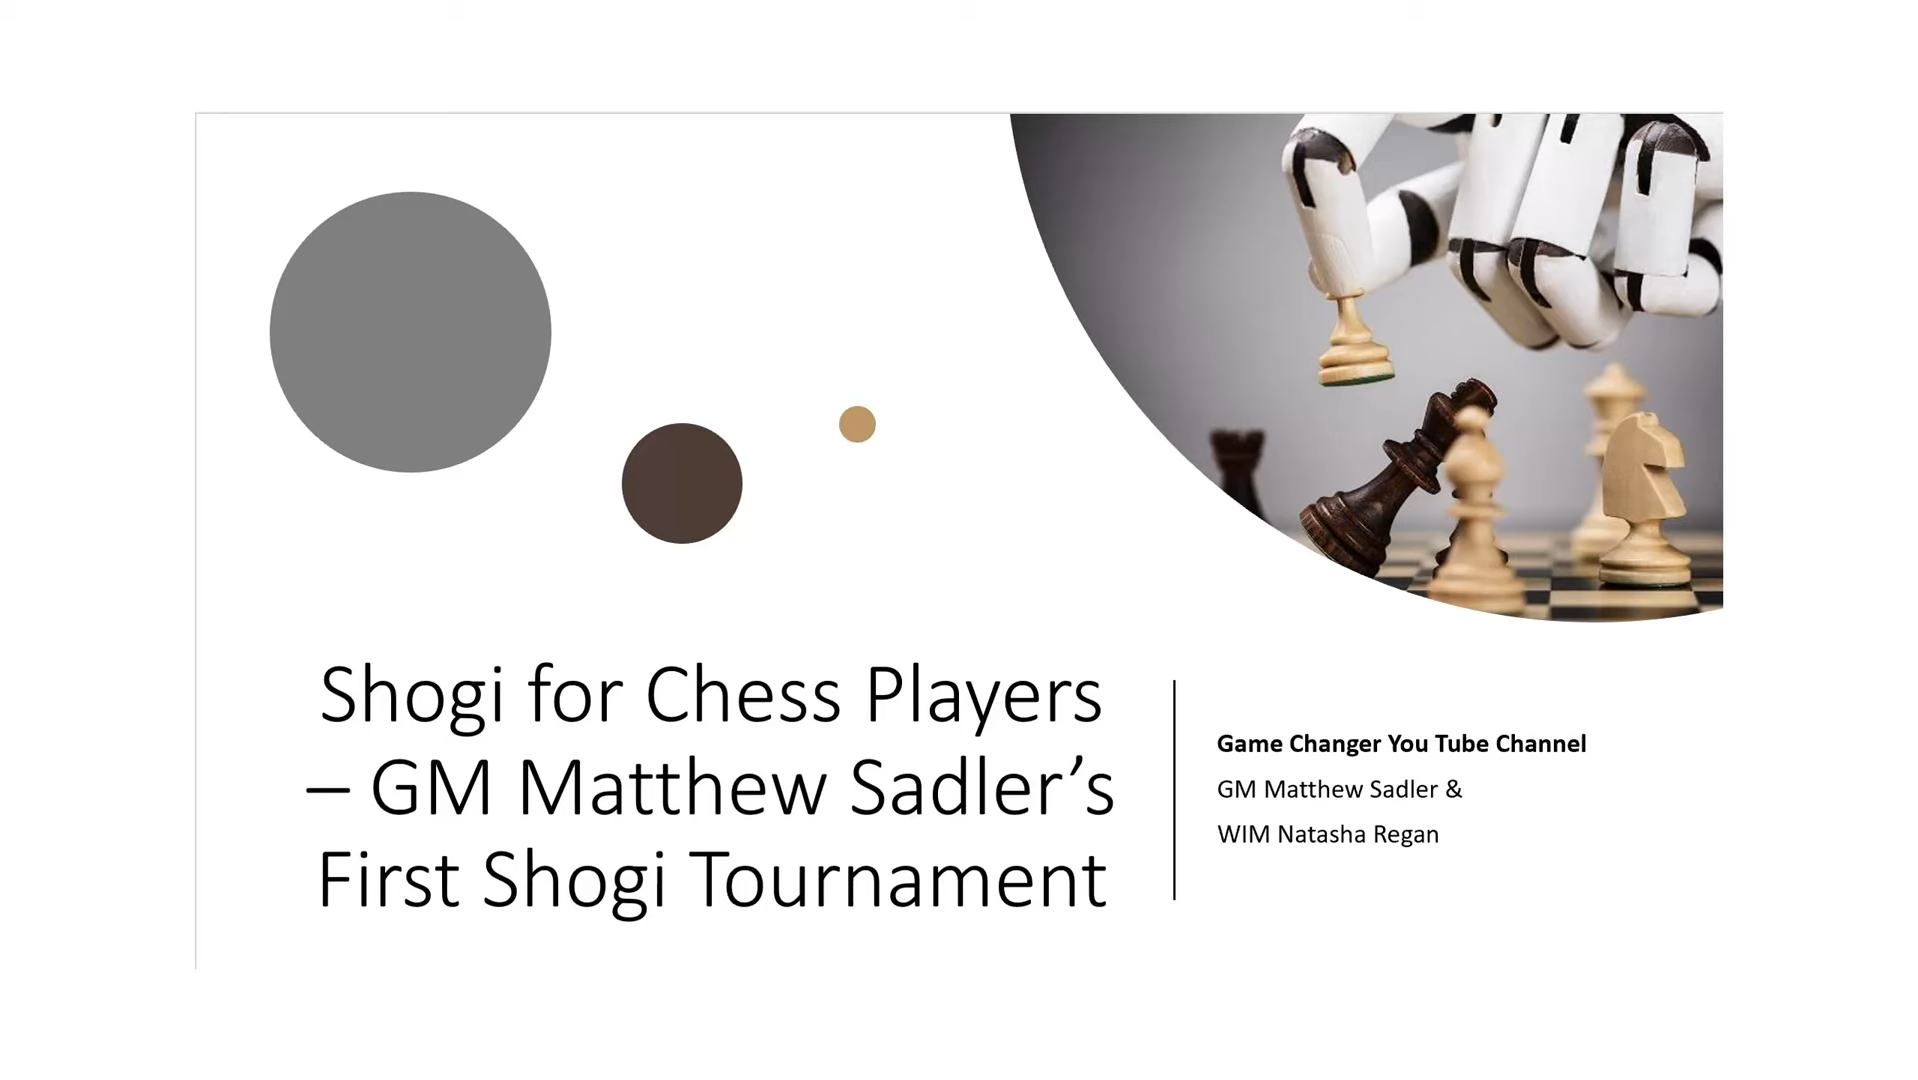 Shogi for Chess Players
– GM Matthew Sadler’s
First Shogi Tournament
Game Changer You Tube Channel
GM Matthew Sadler &
WIM Natasha Regan